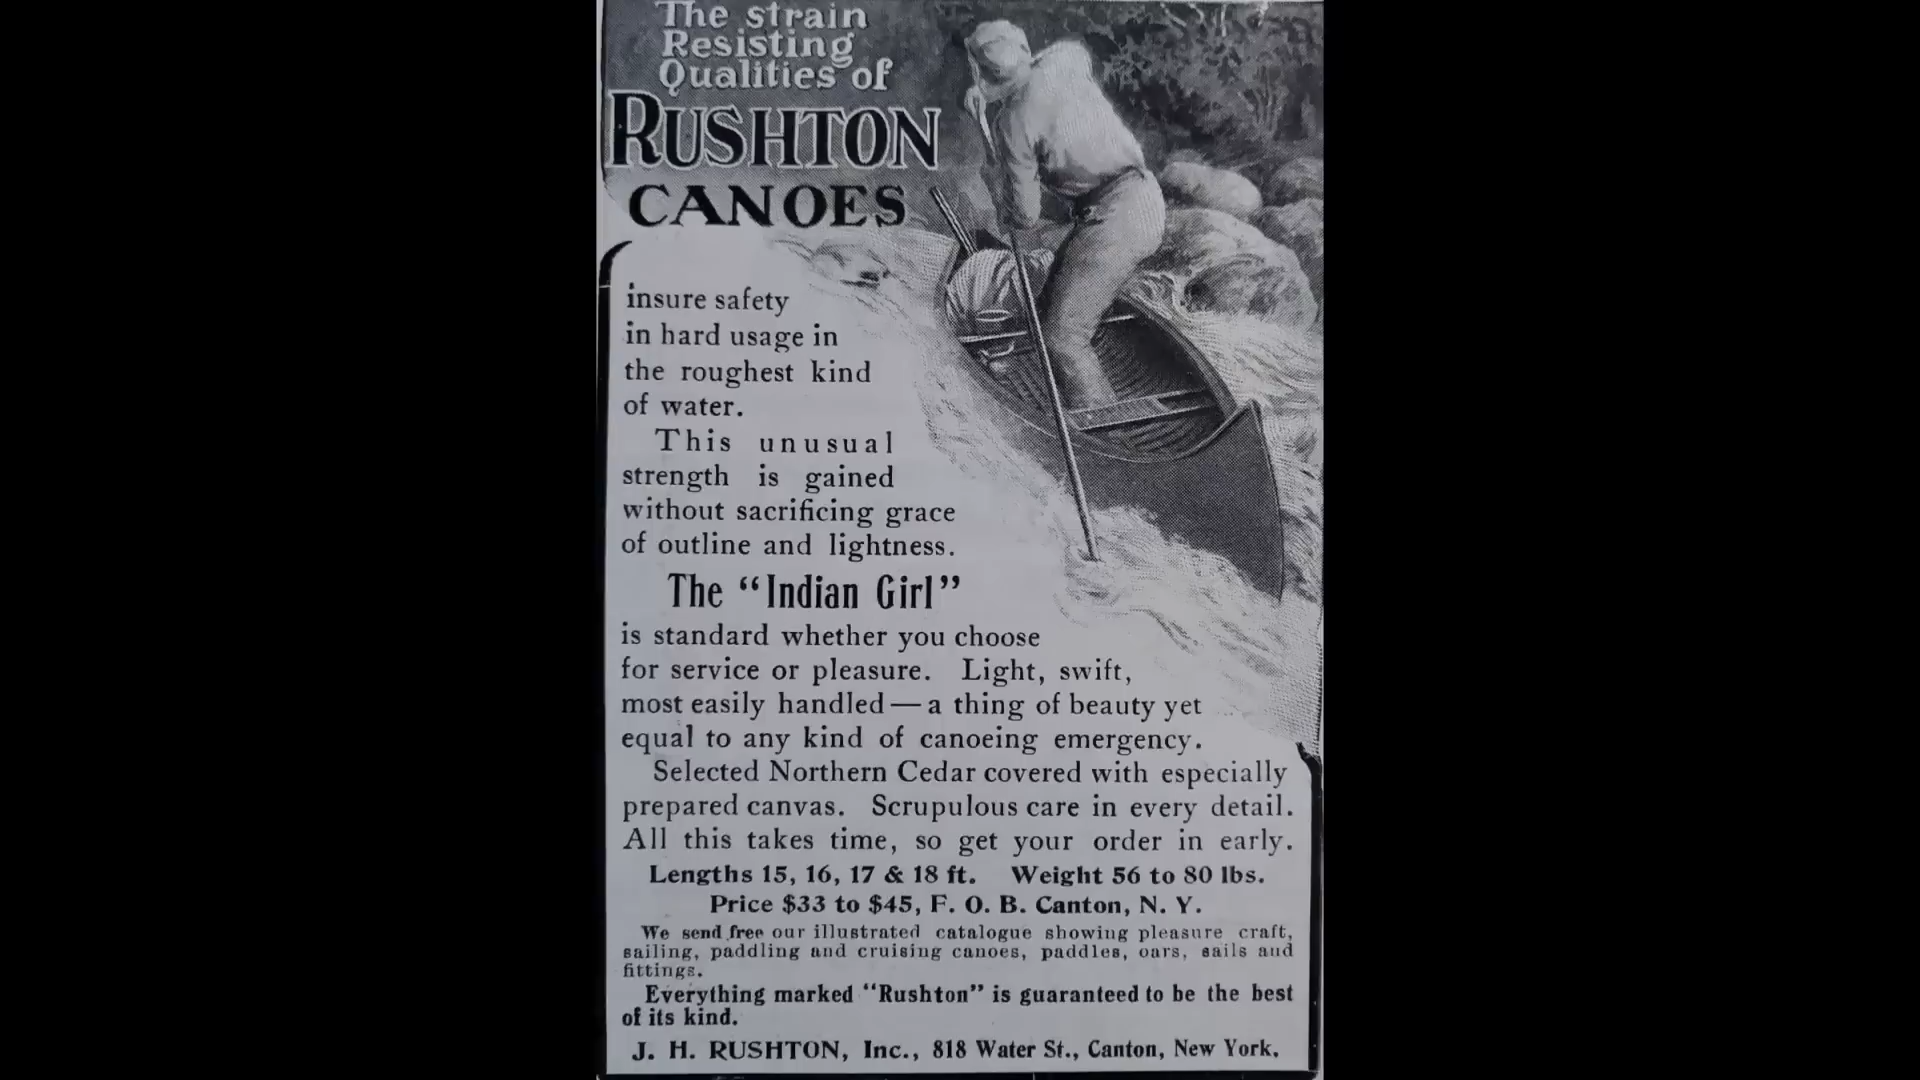 The strain
Resisting
Qualities of
RUSHTON
CANOES
insure safety
in hard usage in
the roughest kind
of water.
This unusual
strength is gained
without sacrificing grace
of outline and lightness.
The “Indian Girl”
is standard whether you choose
for service or pleasure. Light, swift,
most easily handled—a thing of beauty yet
equal to any kind of canoeing emergency.
Selected Northern Cedar covered with especially
prepared canvas. Scrupulous care in every detail.
All this takes time, so get your order in early.
Lengths 15, 16, 17 & 18 ft. Weight 56 to 80 lbs.
Price $33 to $45, F. O. B. Canton, N. Y.
We send free our illustrated catalogue showing pleasure craft,
sailing, paddling and cruising canoes, paddles, oars, sails and
fittings.
Everything marked “Rushton” is guaranteed to be the best
of its kind.
J. H. RUSHTON, Inc., 818 Water St., Canton, New York.